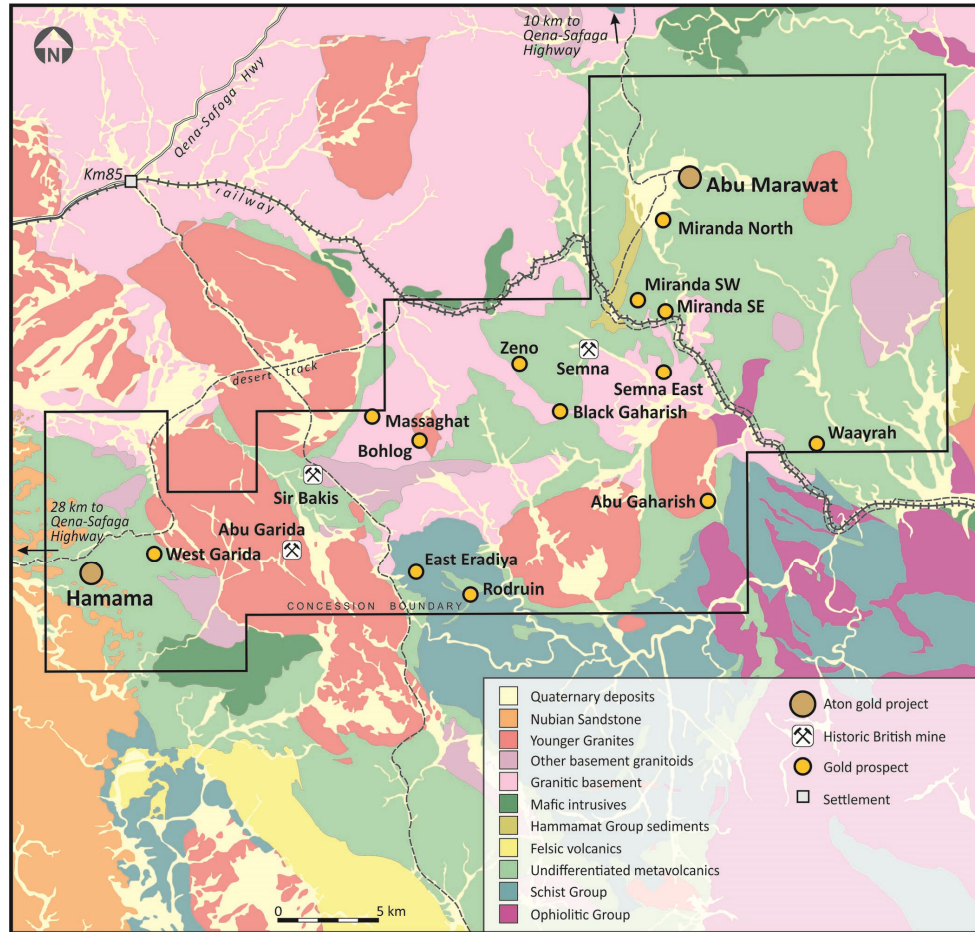 10 km to
Qena-Safaga
Highway
N
Qena-Safoga Hwy
Km85
railway
Abu Marawat
Miranda North
Miranda SW
Miranda SE
Zeno
Semna
Semna East
desert track
Massaghat
Black Gaharish
Bohlog
Waayrah
Sir Bakis
28 km to
Qena-Safaga
Highway
Abu Gaharish
Abu Garida
West Garida
East Eradiya
Hamama
Rodruin
CONCESSION BOUNDARY
Quaternary deposits
Nubian Sandstone
Younger Granites
Other basement granitoids
Granitic basement
Mafic intrusives
Hammamat Group sediments
Felsic volcanics
Undifferentiated metavolcanics
Schist Group
Ophiolitic Group
Aton gold project
Historic British mine
Gold prospect
Settlement
0 5 km